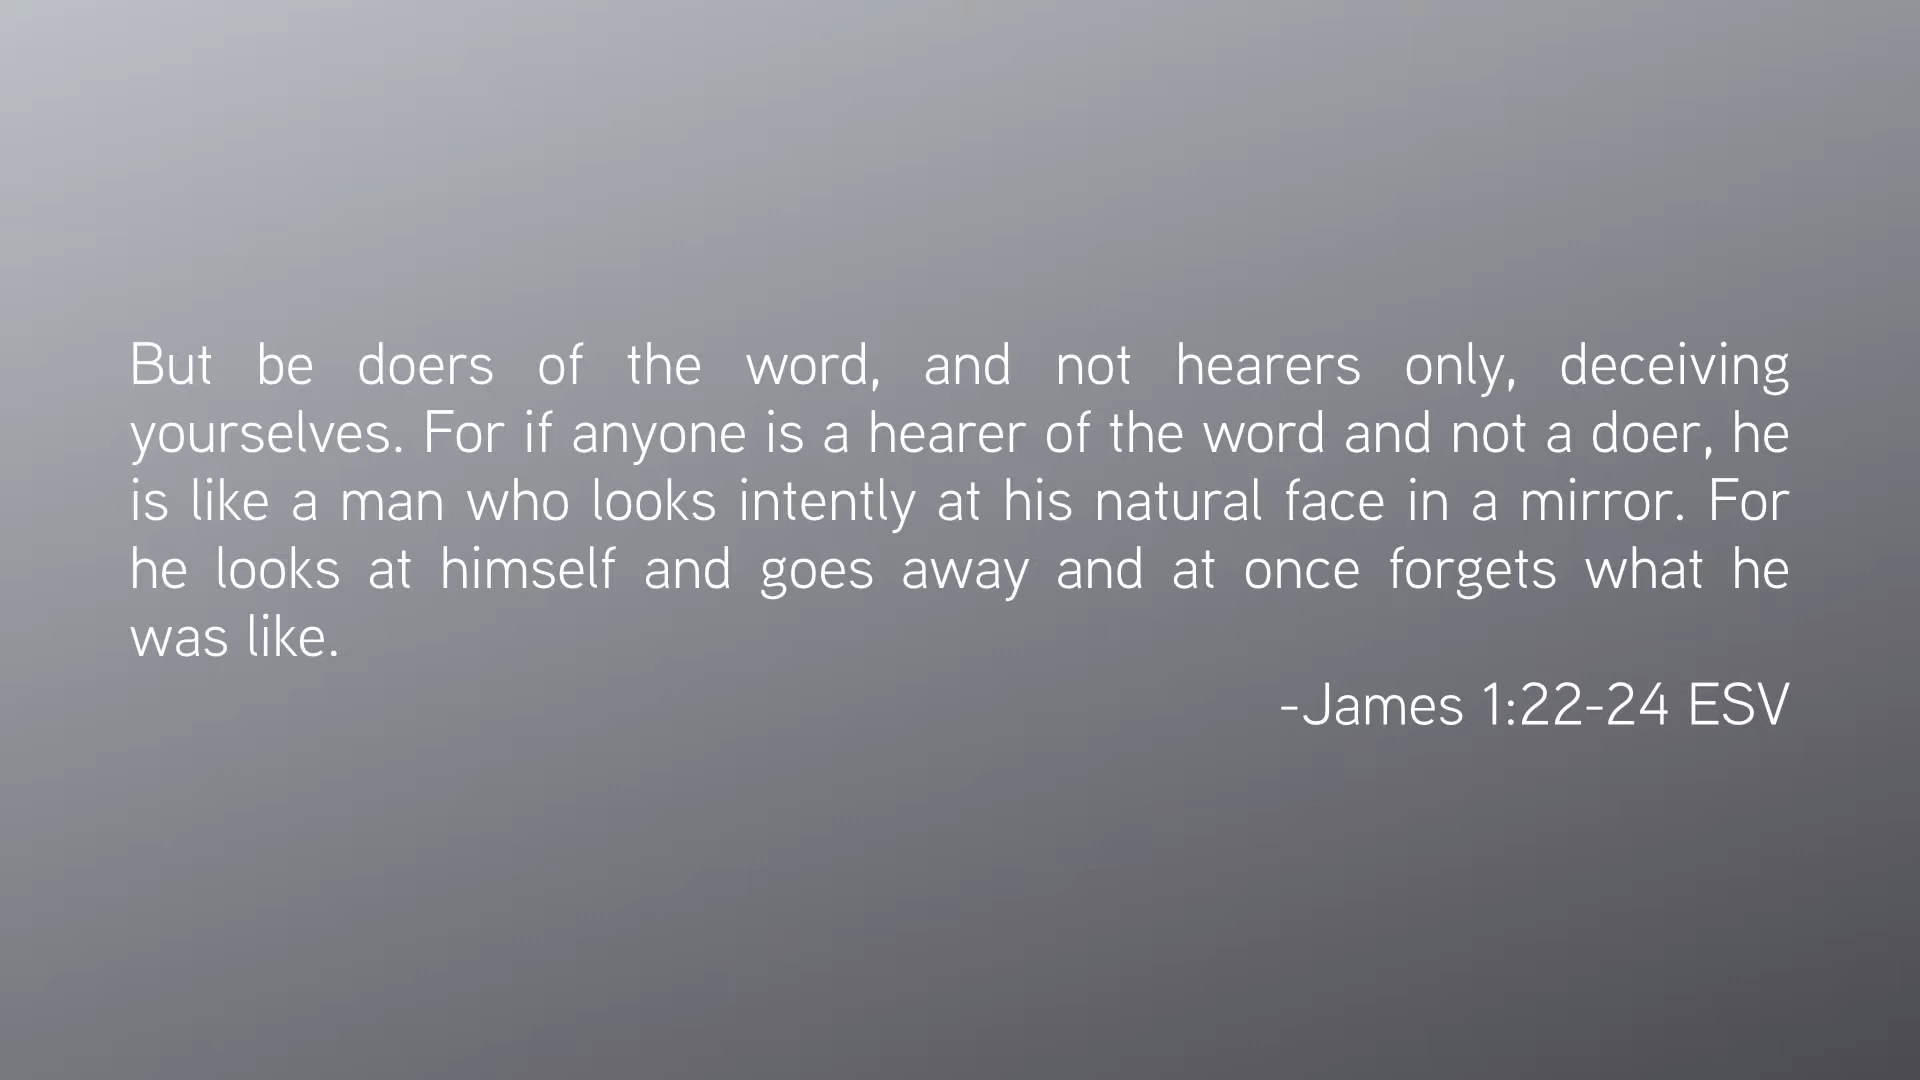 But be doers of the word, and not hearers only, deceiving
yourselves. For if anyone is a hearer of the word and not a doer, he
is like a man who looks intently at his natural face in a mirror. For
he looks at himself and goes away and at once forgets what he
was like.
-James 1:22-24 ESV